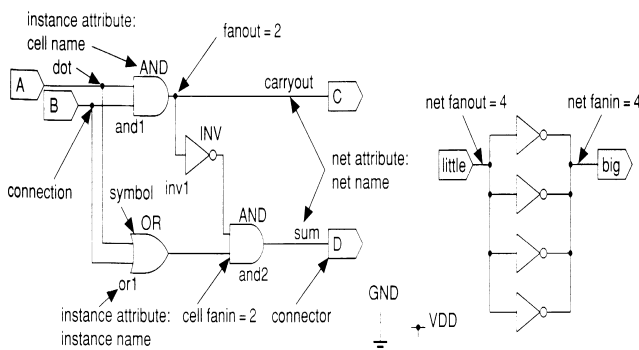 instance attribute:
cell name
fanout = 2
dot
AND
A
B
carryout
C
and1
INV
inv1
net attribute:
net name
connection
symbol
OR
AND
sum
D
or1
and2
instance attribute:
instance name
cell fanin = 2
connector
GND
VDD
net fanout = 4
net fanin = 4
little
big